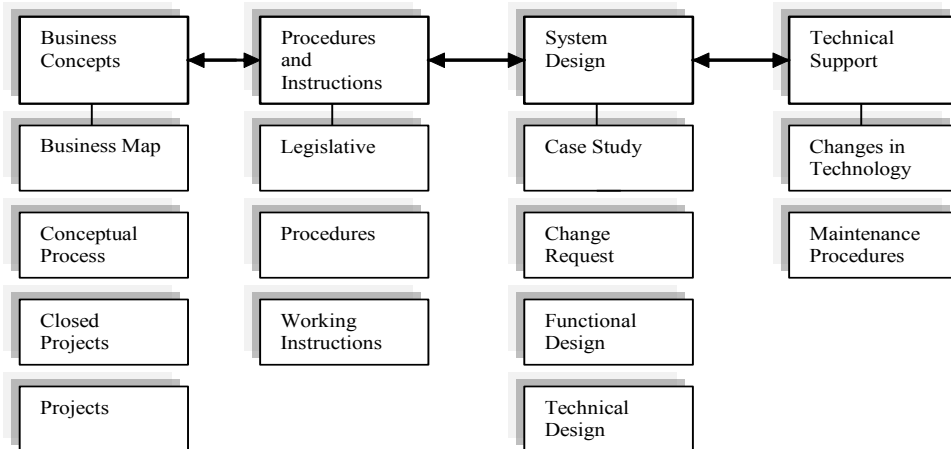 Business
Concepts
Procedures
and
Instructions
System
Design
Technical
Support
Business Map
Legislative
Case Study
Changes in
Technology
Conceptual
Process
Procedures
Change
Request
Maintenance
Procedures
Closed
Projects
Working
Instructions
Functional
Design
Projects
Technical
Design